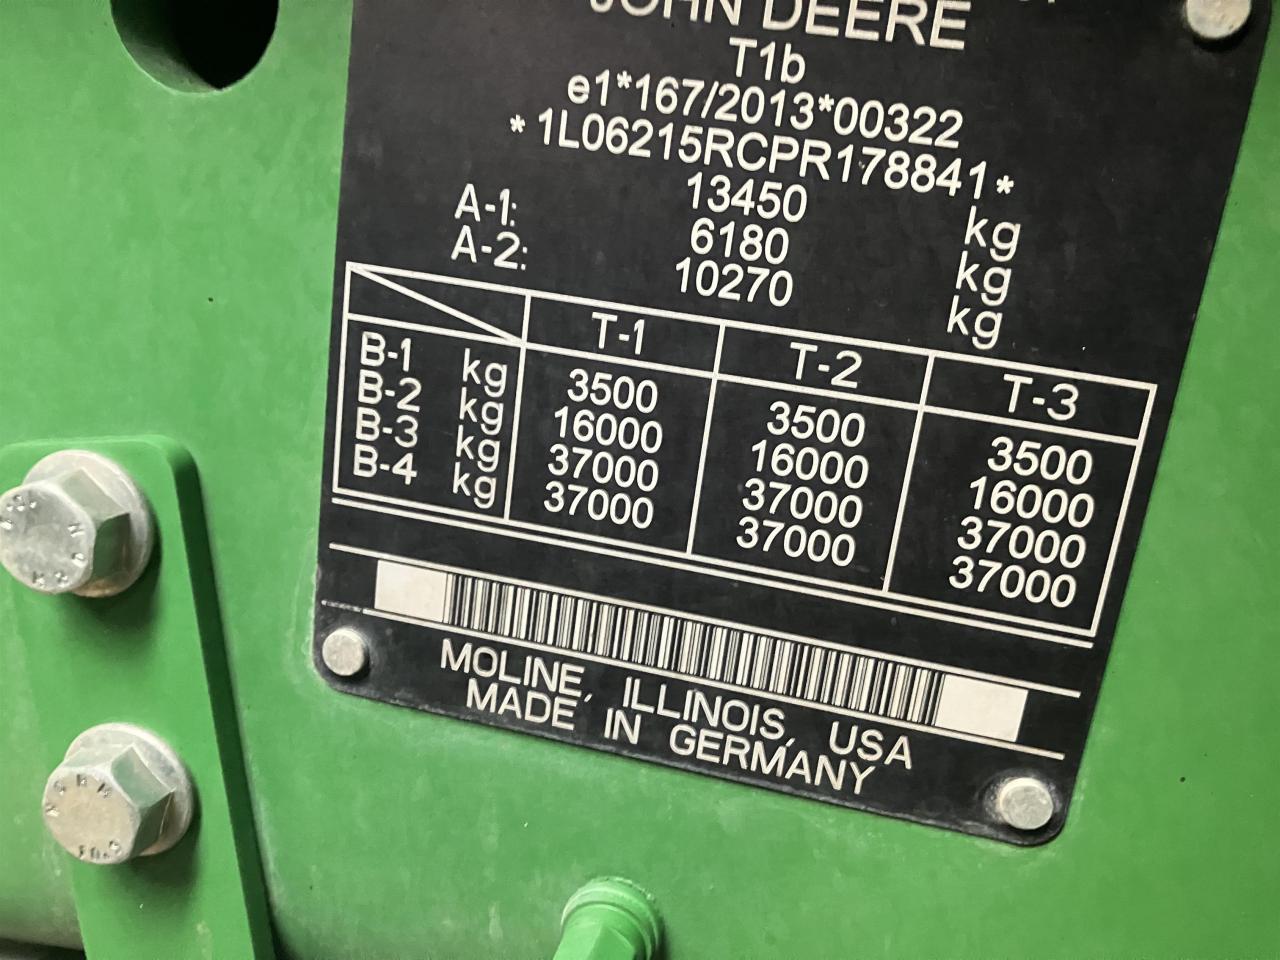 JOHN DEERE
T1b
e1*167/2013*00322
*1L06215RCPR178841*
13450 kg
A-1: 6180 kg
A-2: 10270 kg
T-1 T-2 T-3
B-1 kg 3500 3500 3500
B-2 kg 16000 16000 16000
B-3 kg 37000 37000 37000
B-4 kg 37000 37000 37000
MOLINE, ILLINOIS, USA
MADE IN GERMANY